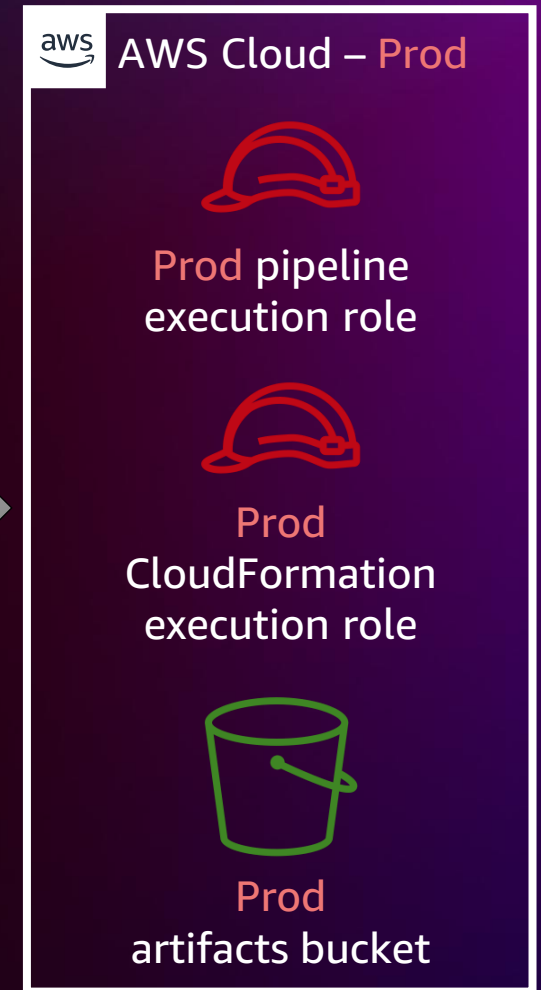 aws
AWS Cloud – Prod
Prod pipeline
execution role
Prod
CloudFormation
execution role
Prod
artifacts bucket